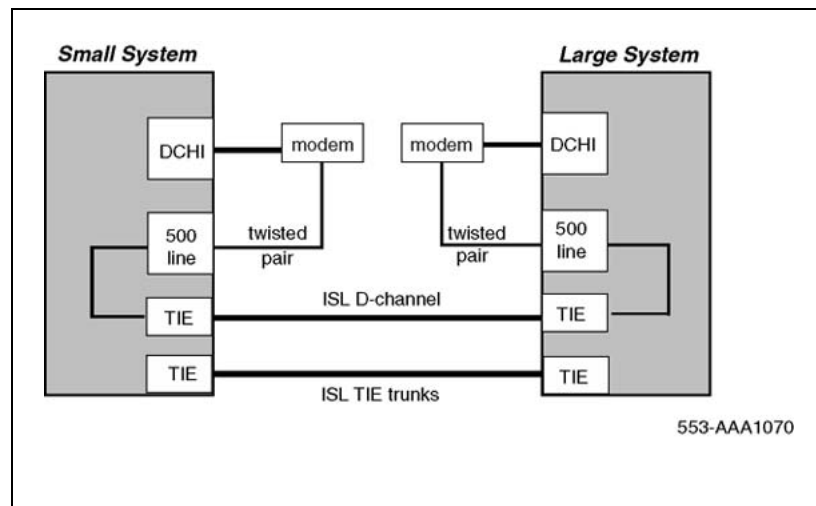 Small System
Large System
DCHI
modem
modem
DCHI
500
line
twisted
pair
twisted
pair
500
line
ISL D-channel
TIE
TIE
TIE
TIE
ISL TIE trunks
553-AAA1070